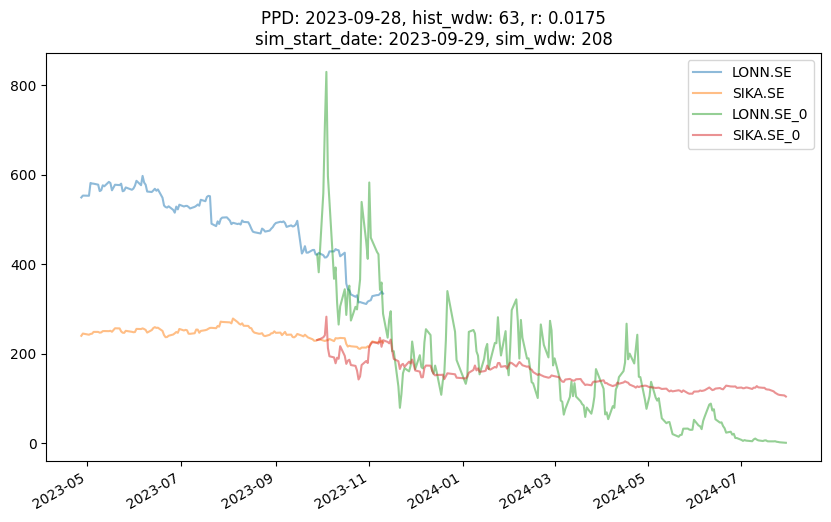 PPD: 2023-09-28, hist_wdw: 63, r: 0.0175
sim_start_date: 2023-09-29, sim_wdw: 208
LONN.SE
SIKA.SE
LONN.SE_0
SIKA.SE_0
800
600
400
200
0
2023-05
2023-07
2023-09
2023-11
2024-01
2024-03
2024-05
2024-07